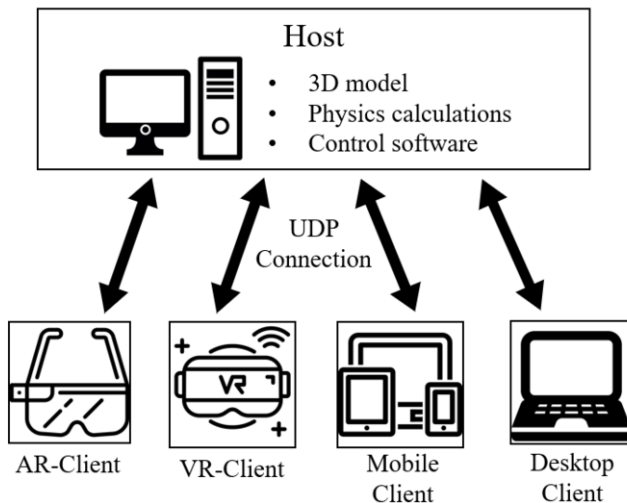 Host
• 3D model
• Physics calculations
• Control software
UDP
Connection
VR
AR-Client
VR-Client
Mobile
Client
Desktop
Client